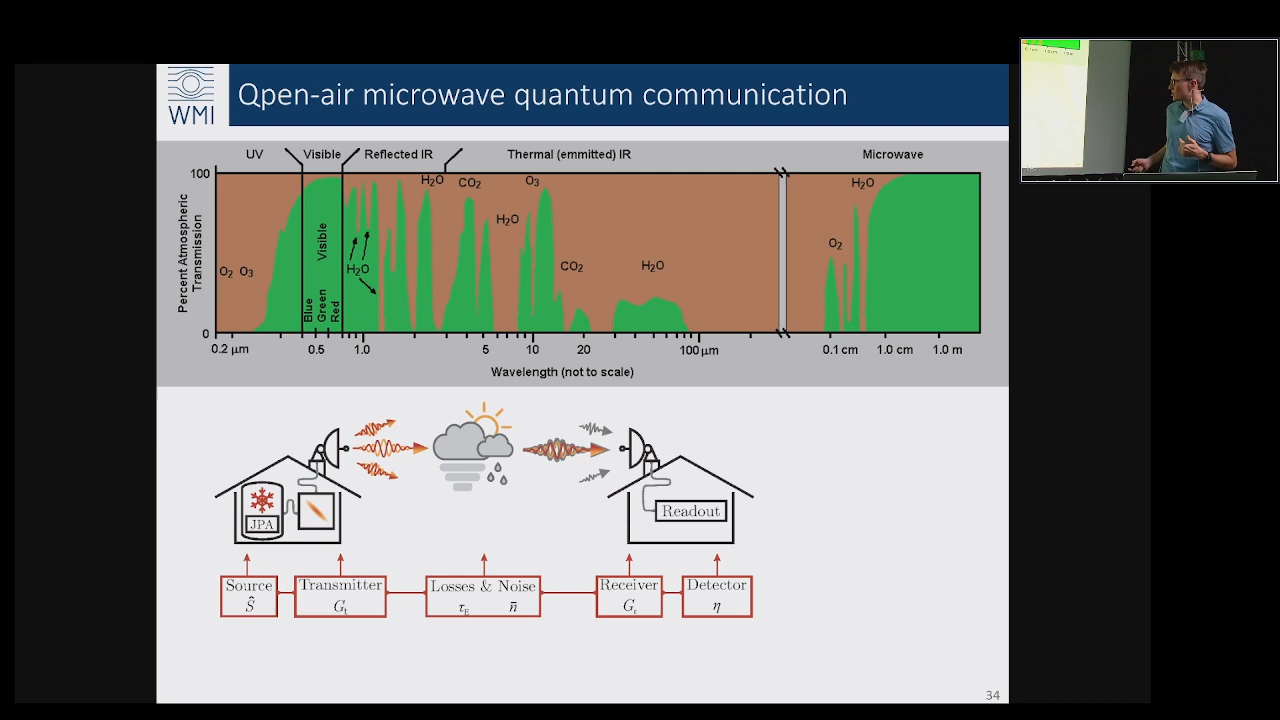 WMI
Qpen-air microwave quantum communication
UV Visible Reflected IR Thermal (emmitted) IR Microwave
Percent Atmospheric
Transmission
100
0
O2 O3
Blue
Green
Red
Visible
H2O
H2O
CO2
H2O
O3
CO2
H2O
O2
H2O
0.2 µm 0.5 1.0 5 10 20 100 µm 0.1 cm 1.0 cm 1.0 m
Wavelength (not to scale)
JPA
Readout
Source Transmitter Losses & Noise Receiver Detector
Ŝ Gt τE n̄ Gr η
34